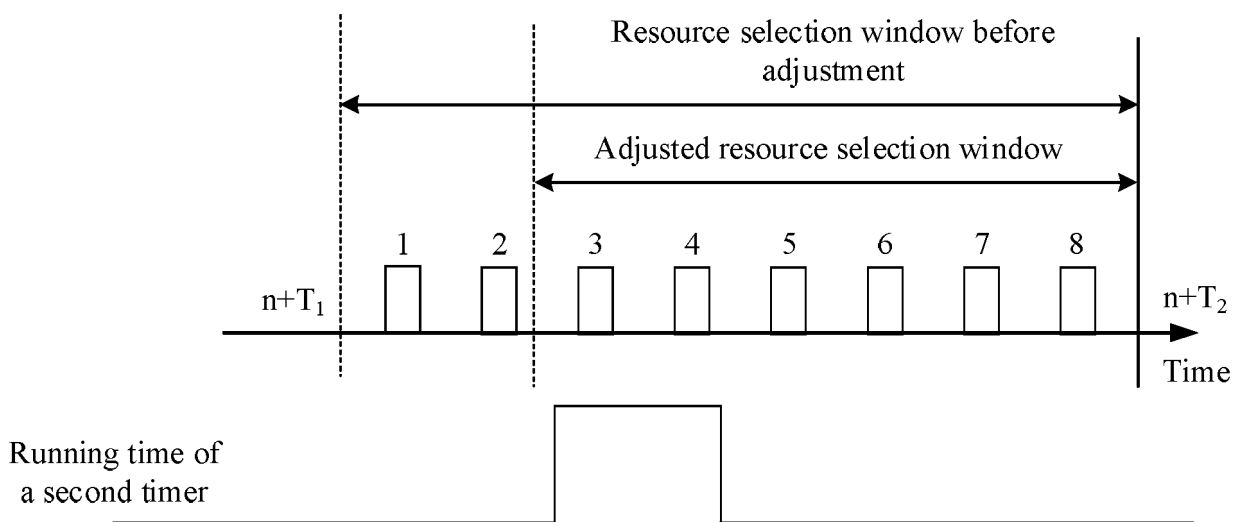 Resource selection window before
adjustment
Adjusted resource selection window
1 2 3 4 5 6 7 8
n+T₁
n+T₂
Time
Running time of
a second timer